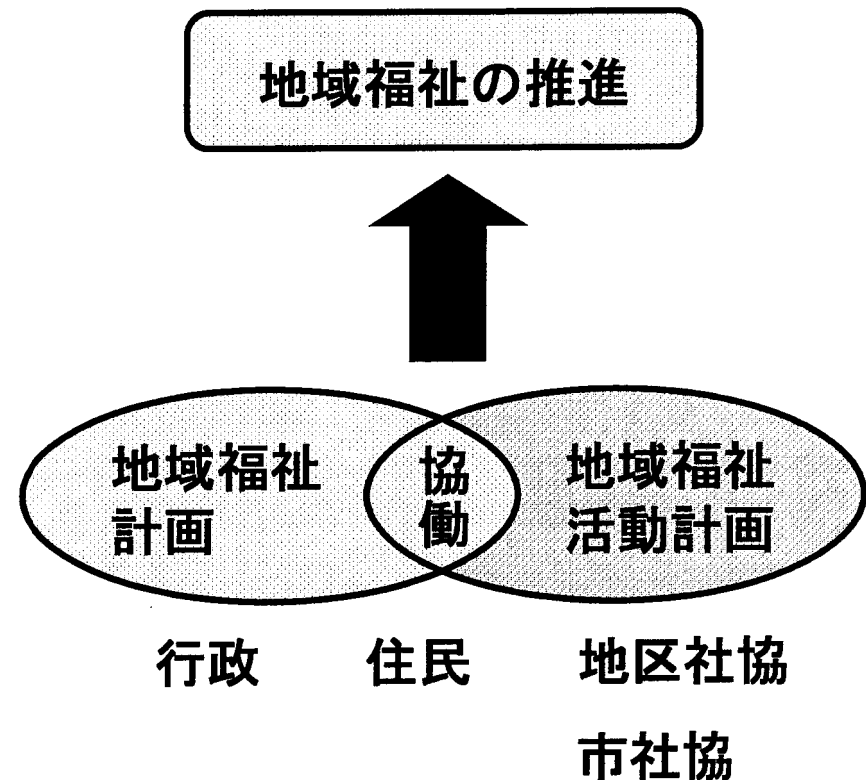 地域福祉の推進
地域福祉
計画
協
働
地域福祉
活動計画
行政
住民
地区社協
市社協